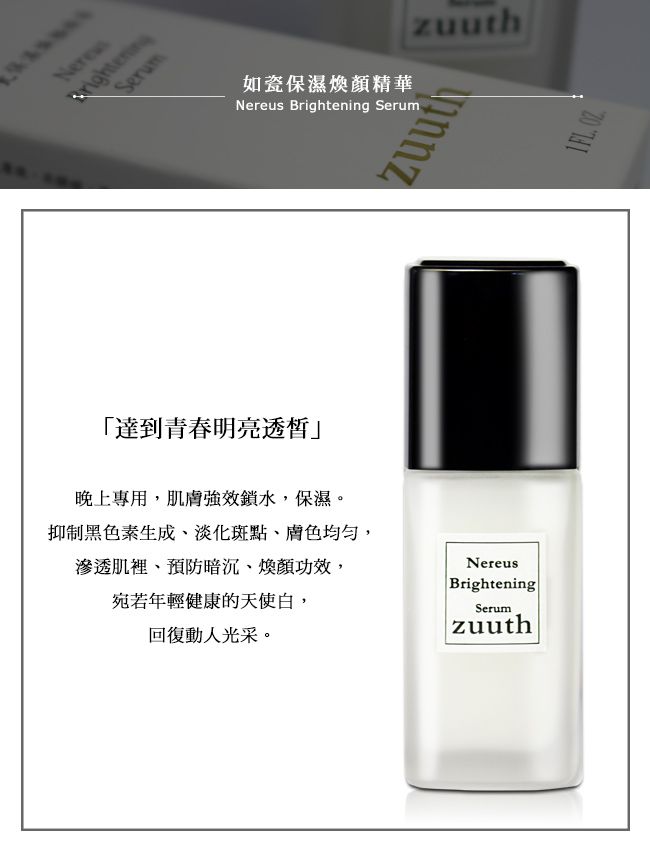 zuuth
Nereus
Brightening
Serum
zuuth
1 FL. OZ.
如瓷保濕煥顏精華
Nereus Brightening Serum
「達到青春明亮透皙」
晚上專用，肌膚強效鎖水，保濕。
抑制黑色素生成、淡化斑點、膚色均勻，
滲透肌裡、預防暗沉、煥顏功效，
宛若年輕健康的天使白，
回復動人光采。
Nereus
Brightening
Serum
zuuth